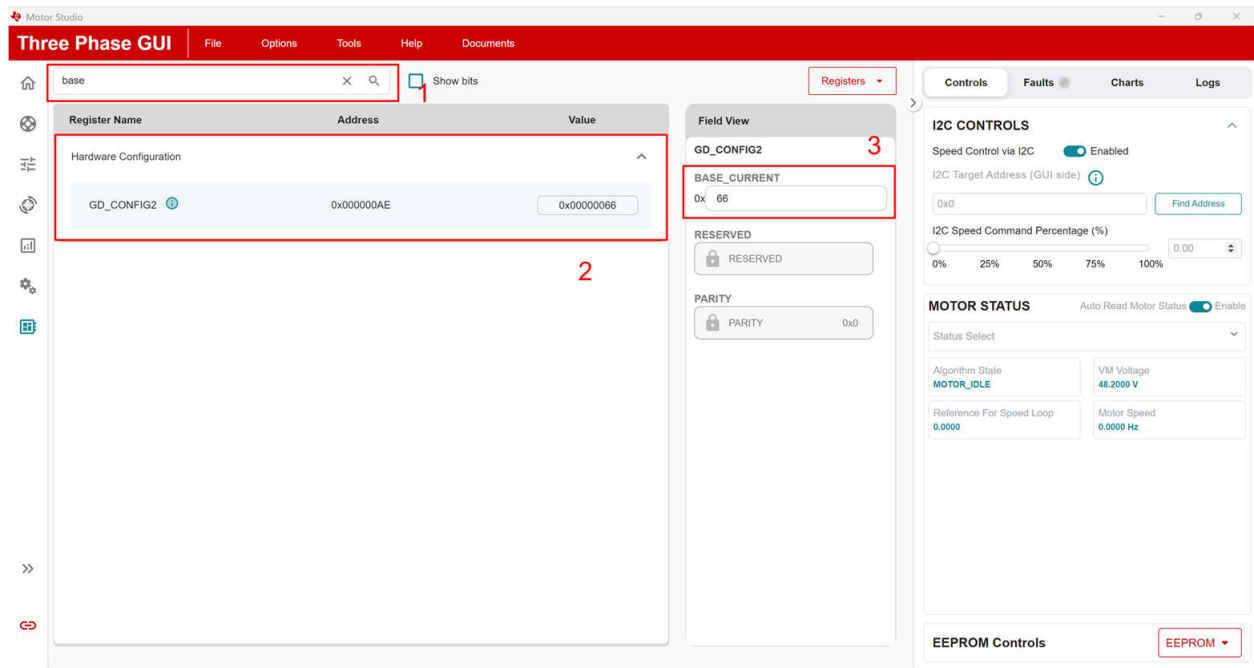 Motor Studio
Three Phase GUI File Options Tools Help Documents
base
Show bits
1
Registers
Register Name Address Value
Hardware Configuration
GD_CONFIG2 0x000000AE 0x00000066
2
Field View
GD_CONFIG2
3
BASE_CURRENT
0x 66
RESERVED
RESERVED
PARITY
PARITY 0x0
Controls Faults Charts Logs
I2C CONTROLS
Speed Control via I2C Enabled
I2C Target Address (GUI side)
0x0 Find Address
I2C Speed Command Percentage (%)
0.00
0% 25% 50% 75% 100%
MOTOR STATUS Auto Read Motor Status Enable
Status Select
Algorithm State
MOTOR_IDLE
VM Voltage
48.2000 V
Reference For Speed Loop
0.0000
Motor Speed
0.0000 Hz
EEPROM Controls EEPROM